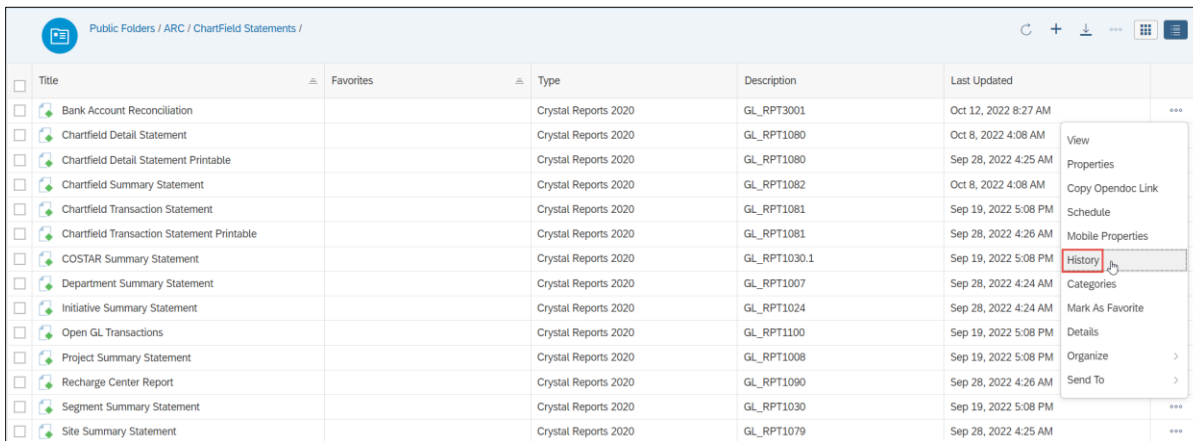 Public Folders / ARC / ChartField Statements /
Title Favorites Type Description Last Updated
Bank Account Reconciliation Crystal Reports 2020 GL_RPT3001 Oct 12, 2022 8:27 AM
Chartfield Detail Statement Crystal Reports 2020 GL_RPT1080 Oct 8, 2022 4:08 AM
Chartfield Detail Statement Printable Crystal Reports 2020 GL_RPT1080 Sep 28, 2022 4:25 AM
Chartfield Summary Statement Crystal Reports 2020 GL_RPT1082 Oct 8, 2022 4:08 AM
Chartfield Transaction Statement Crystal Reports 2020 GL_RPT1081 Sep 19, 2022 5:08 PM
Chartfield Transaction Statement Printable Crystal Reports 2020 GL_RPT1081 Sep 28, 2022 4:26 AM
COSTAR Summary Statement Crystal Reports 2020 GL_RPT1030.1 Sep 19, 2022 5:08 PM
Department Summary Statement Crystal Reports 2020 GL_RPT1007 Sep 28, 2022 4:24 AM
Initiative Summary Statement Crystal Reports 2020 GL_RPT1024 Sep 28, 2022 4:24 AM
Open GL Transactions Crystal Reports 2020 GL_RPT1100 Sep 19, 2022 5:08 PM
Project Summary Statement Crystal Reports 2020 GL_RPT1008 Sep 19, 2022 5:08 PM
Recharge Center Report Crystal Reports 2020 GL_RPT1090 Sep 28, 2022 4:26 AM
Segment Summary Statement Crystal Reports 2020 GL_RPT1030 Sep 19, 2022 5:08 PM
Site Summary Statement Crystal Reports 2020 GL_RPT1079 Sep 28, 2022 4:25 AM
View
Properties
Copy Opendoc Link
Schedule
Mobile Properties
History
Categories
Mark As Favorite
Details
Organize
Send To